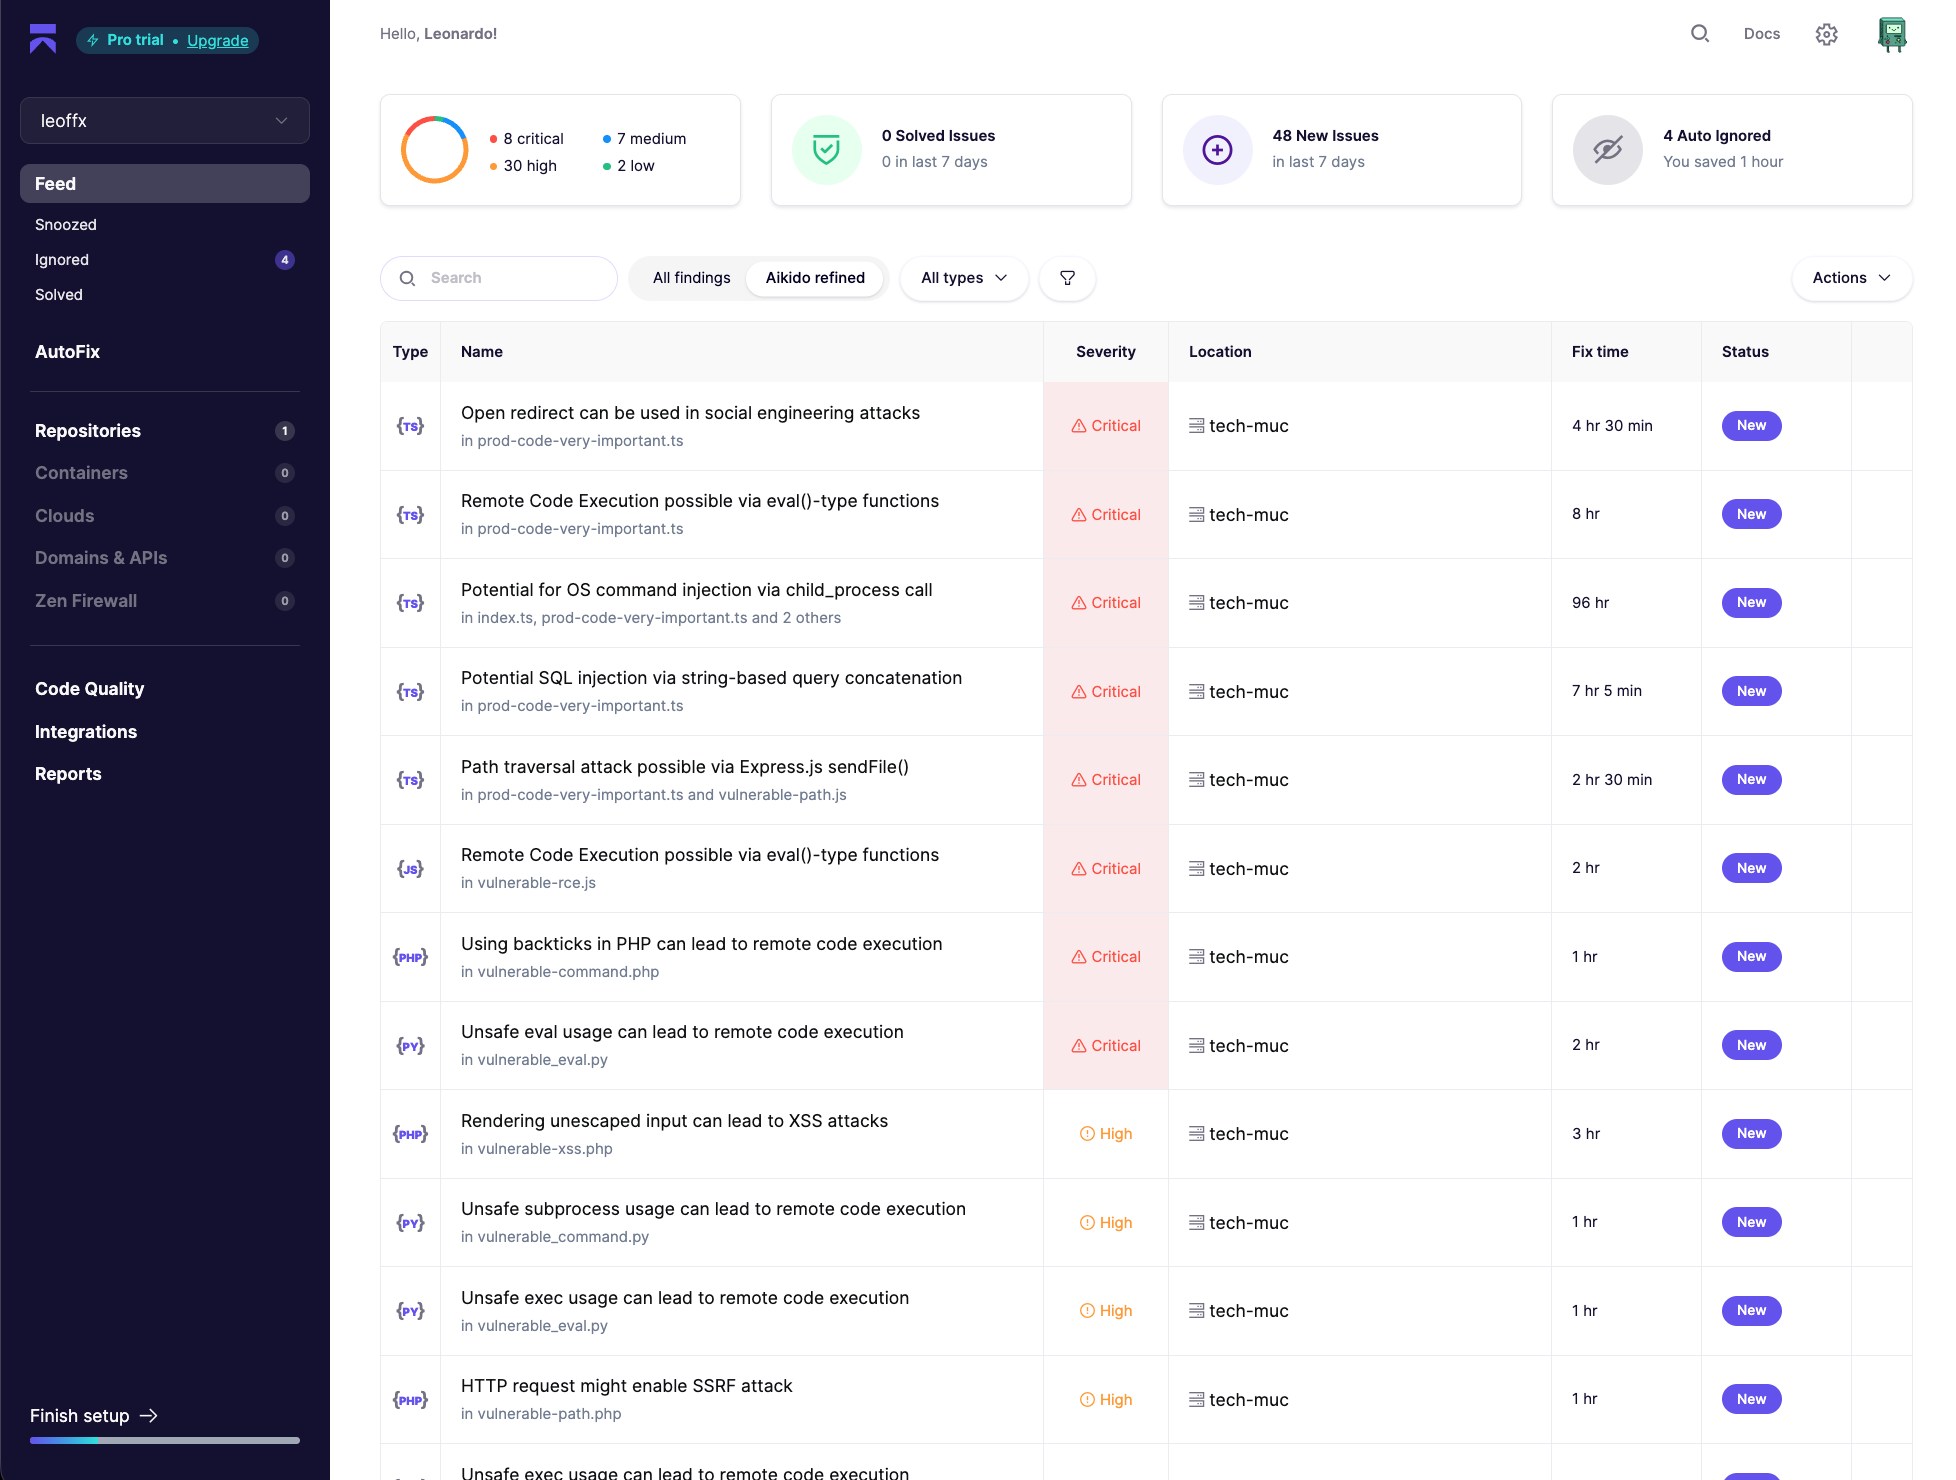 Pro trial • Upgrade
leoffx
Feed
Snoozed
Ignored 4
Solved
AutoFix
Repositories 1
Containers 0
Clouds 0
Domains & APIs 0
Zen Firewall 0
Code Quality
Integrations
Reports
Finish setup →
Hello, Leonardo!
Docs
8 critical 7 medium
30 high 2 low
0 Solved Issues
0 in last 7 days
48 New Issues
in last 7 days
4 Auto Ignored
You saved 1 hour
Search All findings Aikido refined All types Actions
Type Name Severity Location Fix time Status
{TS} Open redirect can be used in social engineering attacks Critical tech-muc 4 hr 30 min New
in prod-code-very-important.ts
{TS} Remote Code Execution possible via eval()-type functions Critical tech-muc 8 hr New
in prod-code-very-important.ts
{TS} Potential for OS command injection via child_process call Critical tech-muc 96 hr New
in index.ts, prod-code-very-important.ts and 2 others
{TS} Potential SQL injection via string-based query concatenation Critical tech-muc 7 hr 5 min New
in prod-code-very-important.ts
{TS} Path traversal attack possible via Express.js sendFile() Critical tech-muc 2 hr 30 min New
in prod-code-very-important.ts and vulnerable-path.js
{JS} Remote Code Execution possible via eval()-type functions Critical tech-muc 2 hr New
in vulnerable-rce.js
{PHP} Using backticks in PHP can lead to remote code execution Critical tech-muc 1 hr New
in vulnerable-command.php
{PY} Unsafe eval usage can lead to remote code execution Critical tech-muc 2 hr New
in vulnerable_eval.py
{PHP} Rendering unescaped input can lead to XSS attacks High tech-muc 3 hr New
in vulnerable-xss.php
{PY} Unsafe subprocess usage can lead to remote code execution High tech-muc 1 hr New
in vulnerable_command.py
{PY} Unsafe exec usage can lead to remote code execution High tech-muc 1 hr New
in vulnerable_eval.py
{PHP} HTTP request might enable SSRF attack High tech-muc 1 hr New
in vulnerable-path.php
Unsafe exec usage can lead to remote code execution